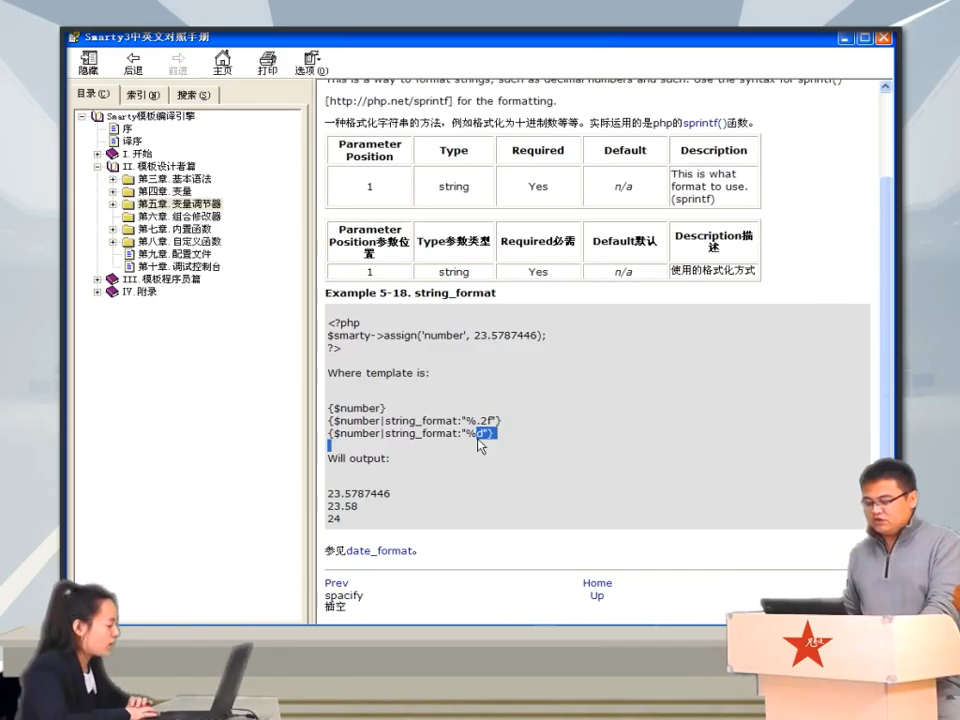 Smarty3中英文对照手册
隐藏
后退
前进
主页
打印
选项(O)
目录(C)
索引(N)
搜索(S)
Smarty模板编译引擎
序
译序
I. 开始
II. 模板设计者篇
第三章. 基本语法
第四章. 变量
第五章. 变量调节器
第六章. 组合修改器
第七章. 内置函数
第八章. 自定义函数
第九章. 配置文件
第十章. 调试控制台
III. 模板程序员篇
IV. 附录
This is a way to format strings, such as decimal numbers and such. Use the syntax for sprintf()
[http://php.net/sprintf] for the formatting.
一种格式化字符串的方法，例如格式化为十进制数等等。实际运用的是php的sprintf()函数。
Parameter Position Type Required Default Description
1 string Yes n/a This is what format to use. (sprintf)
Parameter Position参数位置 Type参数类型 Required必需 Default默认 Description描述
1 string Yes n/a 使用的格式化方式
Example 5-18. string_format
<?php
$smarty->assign('number', 23.5787446);
?>
Where template is:
{$number}
{$number|string_format:"%.2f"}
{$number|string_format:"%d"}
Will output:
23.5787446
23.58
24
参见date_format。
Prev Home
spacify Up
插空